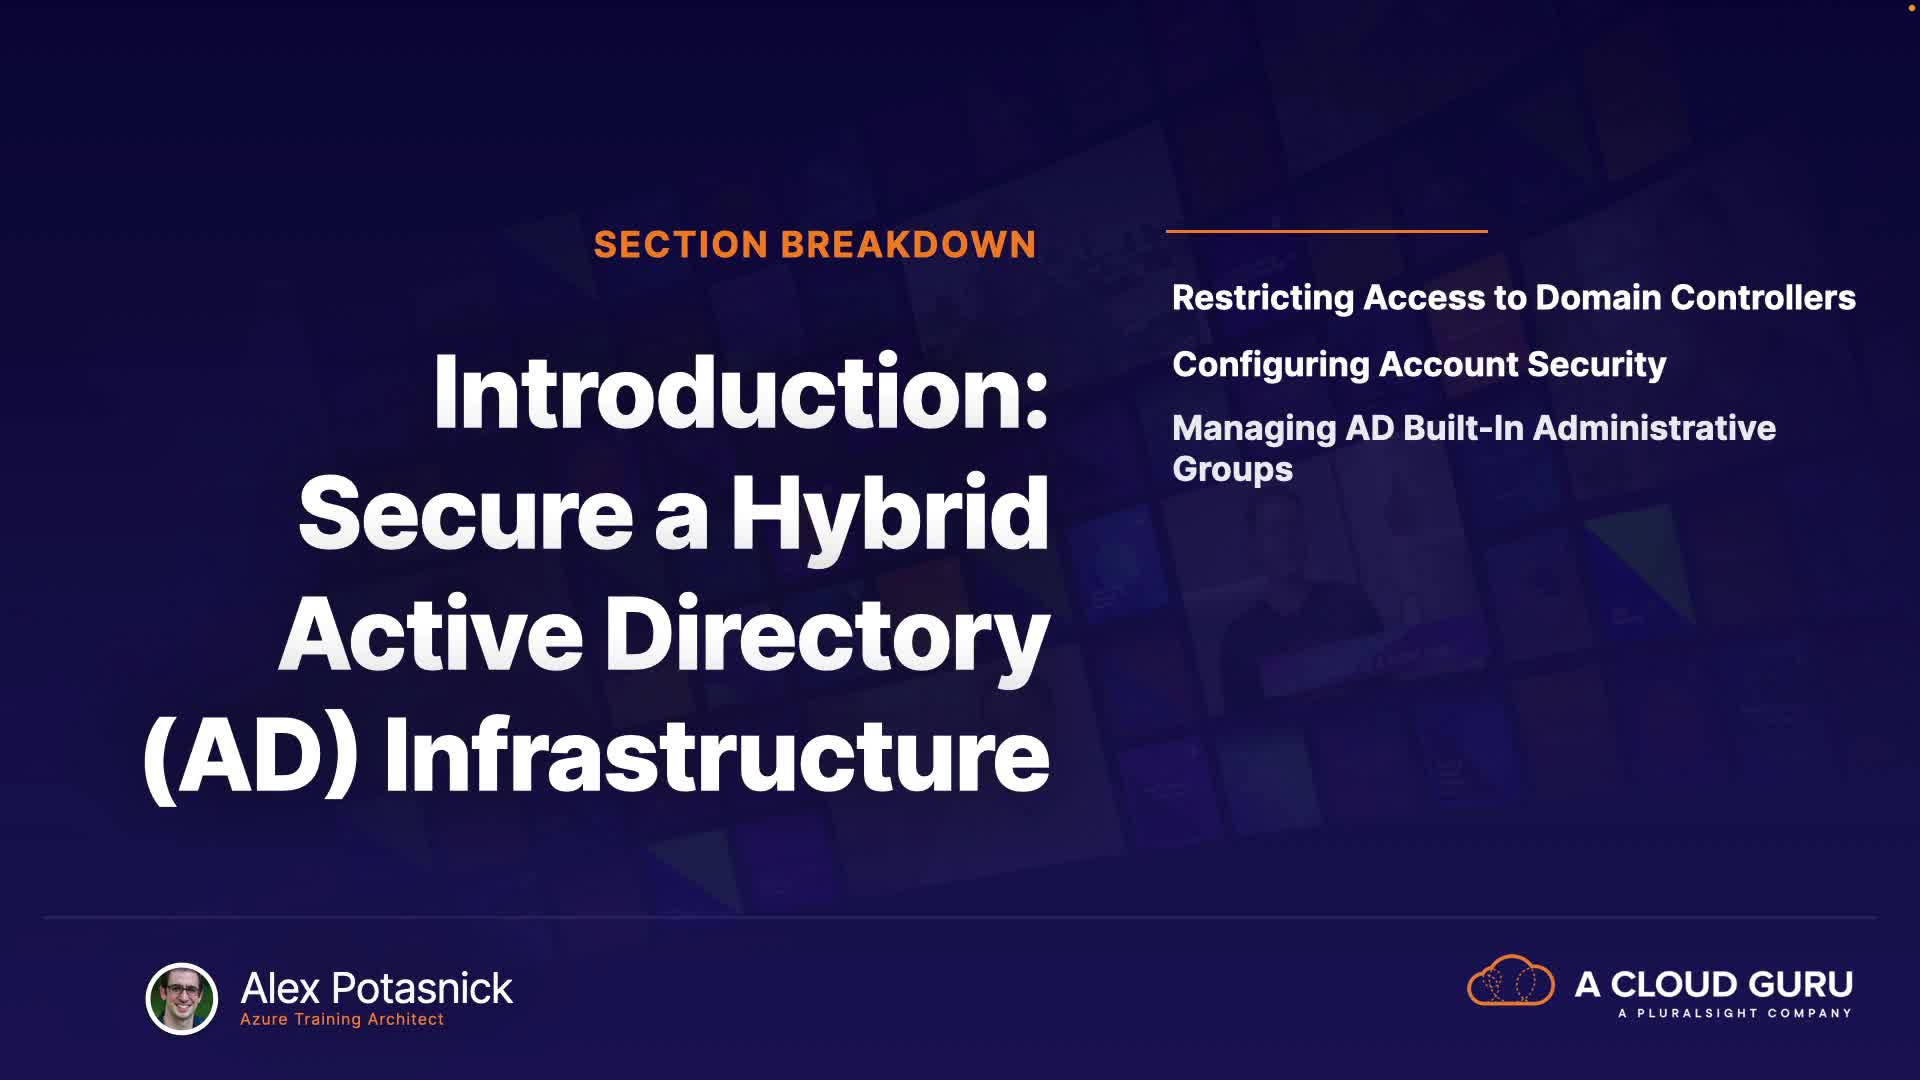 SECTION BREAKDOWN
Introduction:
Secure a Hybrid
Active Directory
(AD) Infrastructure
Restricting Access to Domain Controllers
Configuring Account Security
Managing AD Built-In Administrative
Groups
Alex Potasnick
Azure Training Architect
A CLOUD GURU
A PLURALSIGHT COMPANY